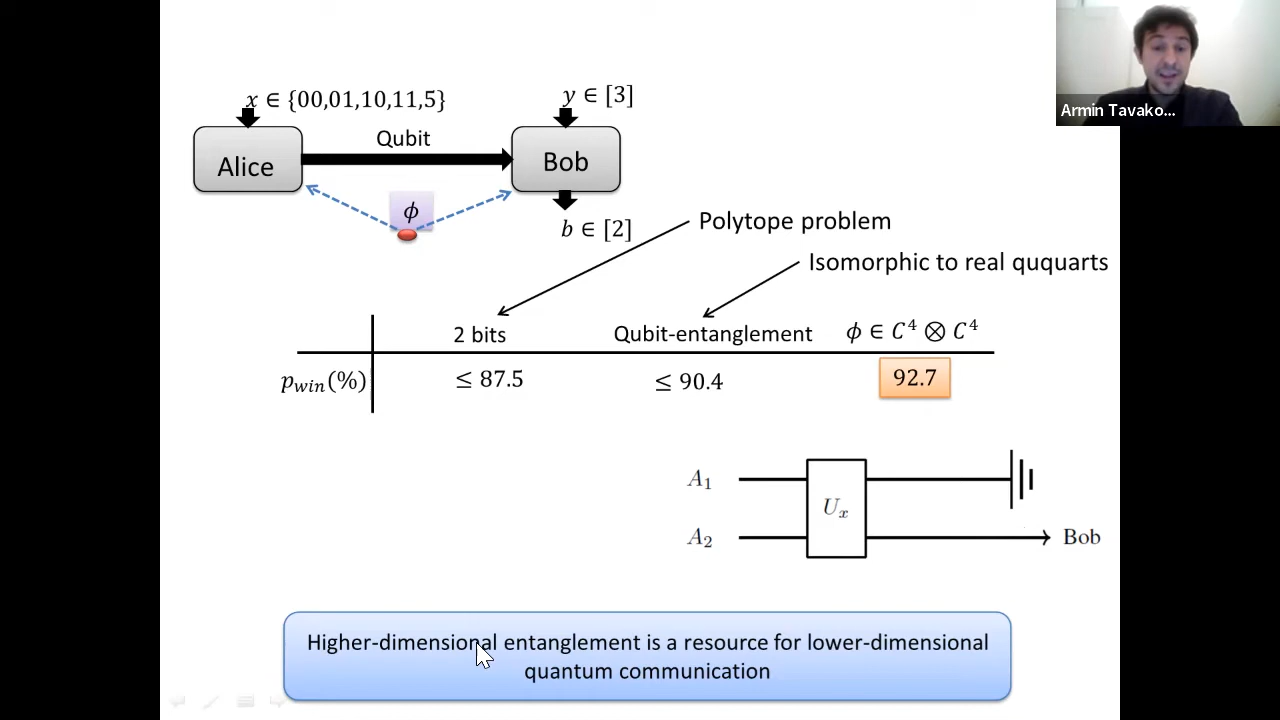 Armin Tavako...
x ∈ {00,01,10,11,5}
y ∈ [3]
Qubit
Alice
Bob
ϕ
b ∈ [2]
Polytope problem
Isomorphic to real ququarts
2 bits
Qubit-entanglement
ϕ ∈ C⁴ ⊗ C⁴
p_win(%)
≤ 87.5
≤ 90.4
92.7
A₁
Uₓ
A₂
Bob
Higher-dimensional entanglement is a resource for lower-dimensional
quantum communication